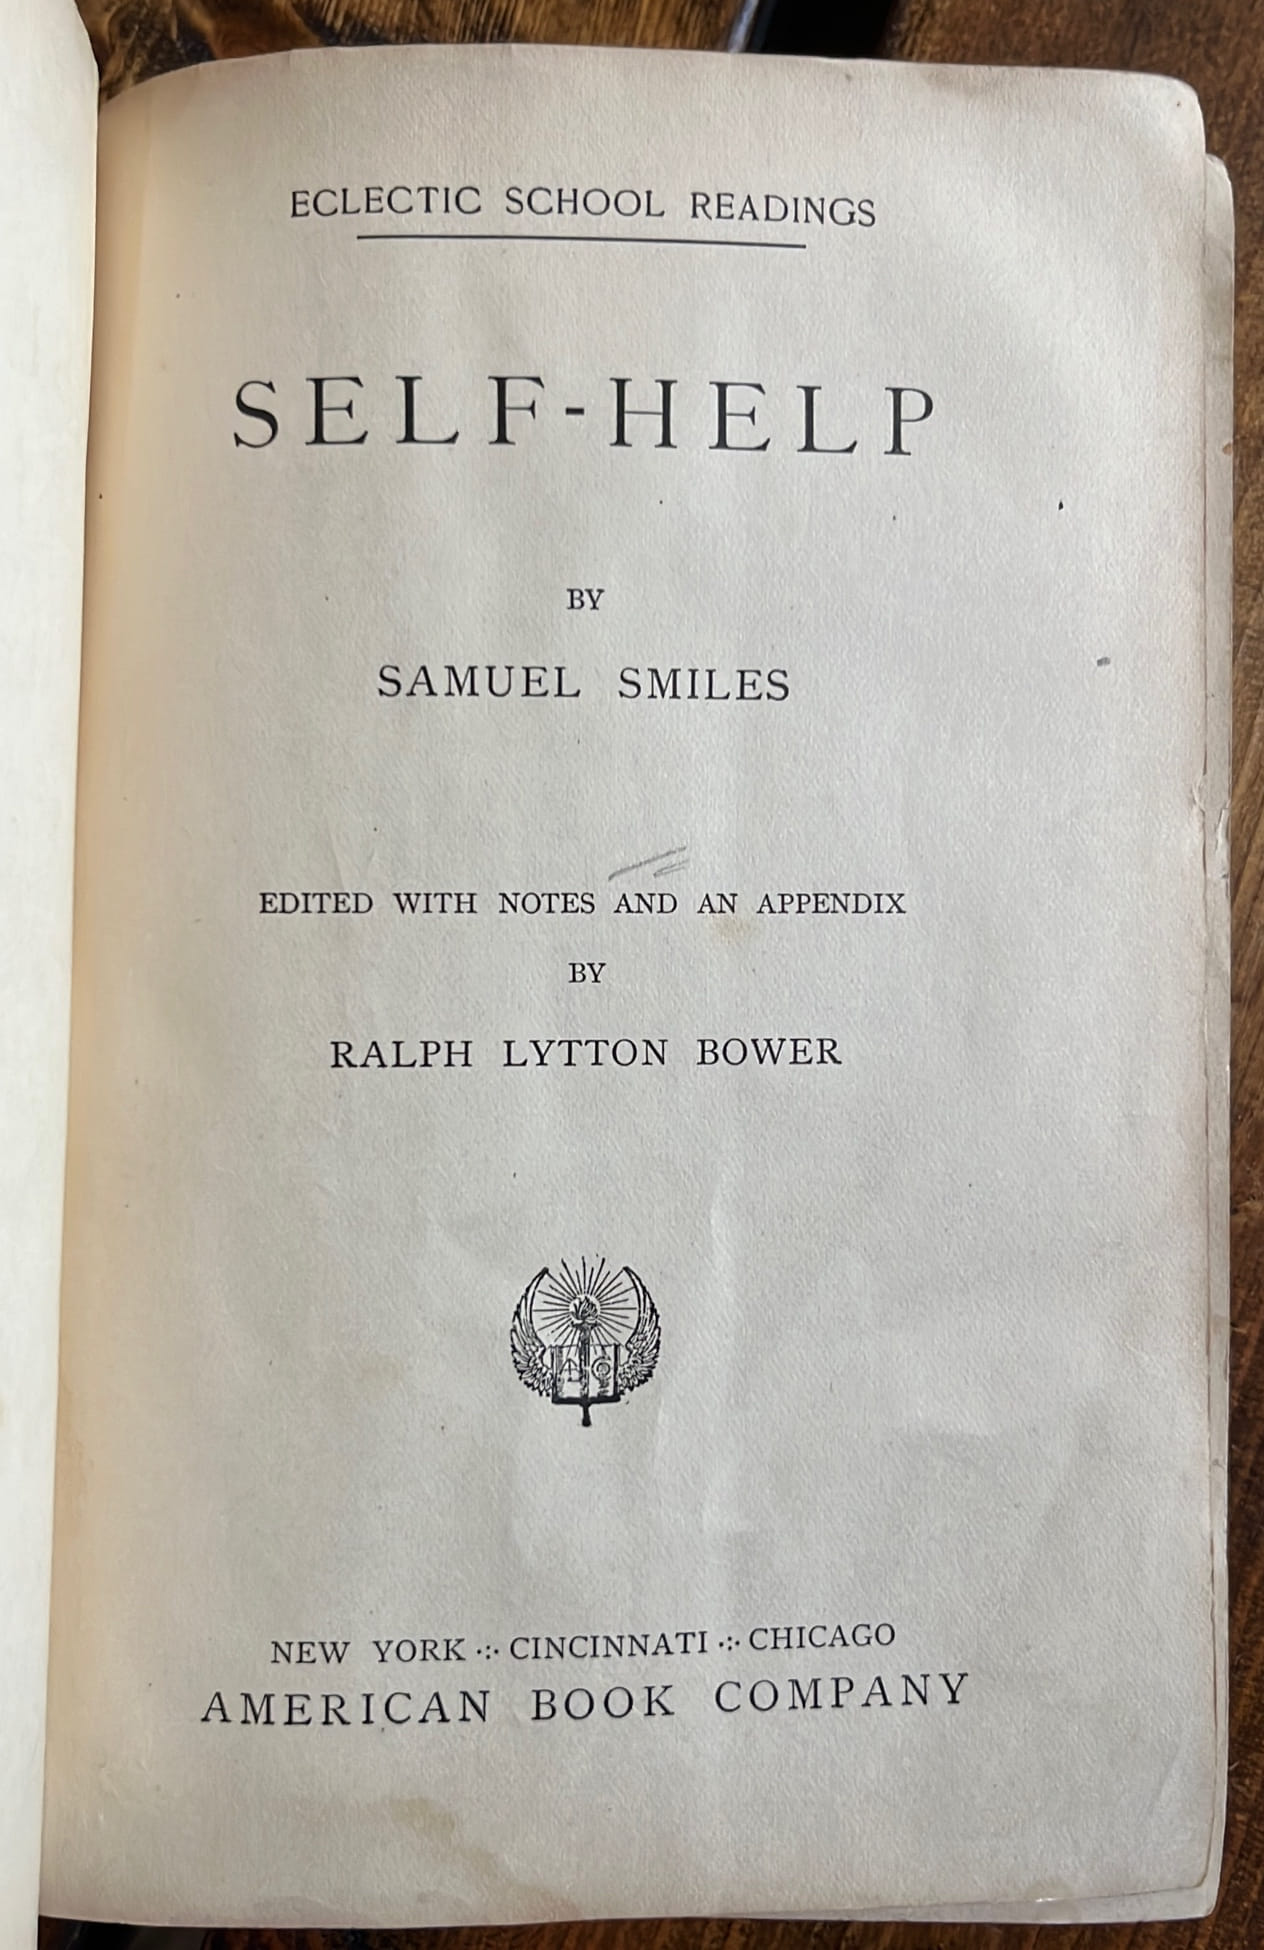 ECLECTIC SCHOOL READINGS
SELF-HELP
BY
SAMUEL SMILES
EDITED WITH NOTES AND AN APPENDIX
BY
RALPH LYTTON BOWER
NEW YORK ·:· CINCINNATI ·:· CHICAGO
AMERICAN BOOK COMPANY